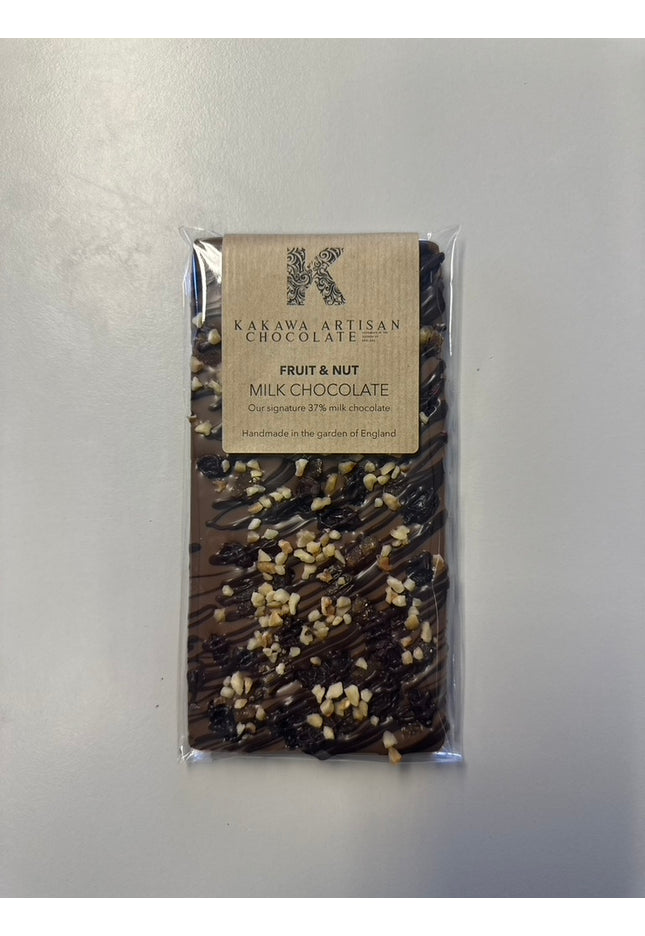 K
KAKAWA ARTISAN
CHOCOLATE
FRUIT & NUT
MILK CHOCOLATE
Our signature 37% milk chocolate
Handmade in the garden of England